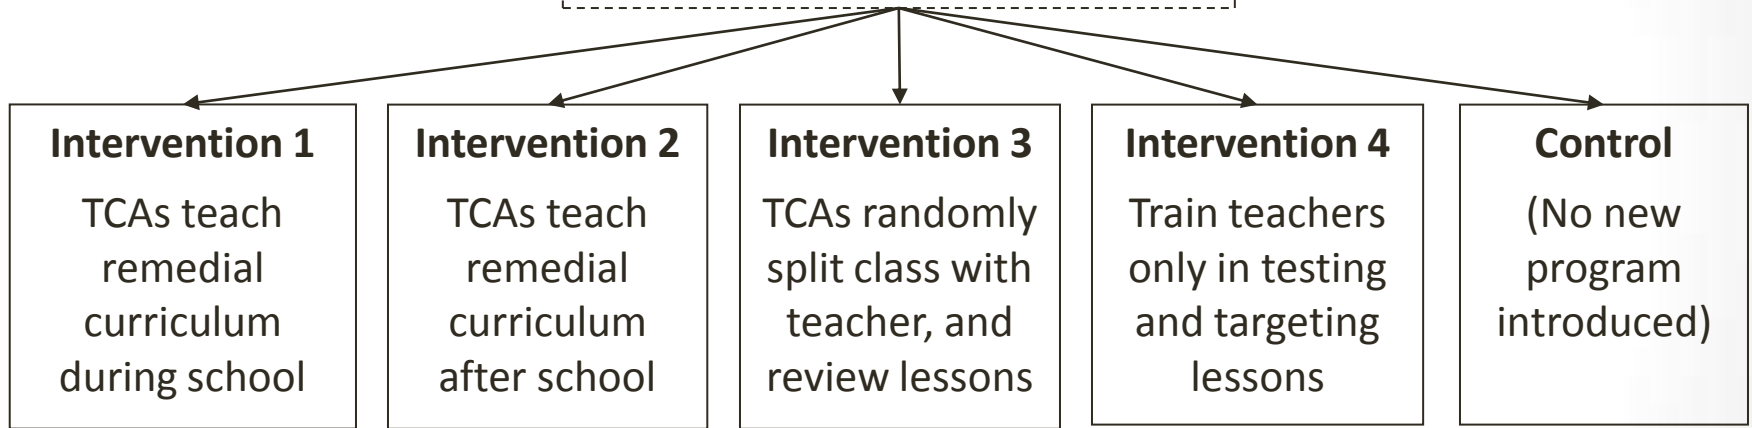 Intervention 1
TCAs teach
remedial
curriculum
during school
Intervention 2
TCAs teach
remedial
curriculum
after school
Intervention 3
TCAs randomly
split class with
teacher, and
review lessons
Intervention 4
Train teachers
only in testing
and targeting
lessons
Control
(No new
program
introduced)